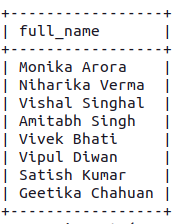 +-----------------+
| full_name       |
+-----------------+
| Monika Arora    |
| Niharika Verma  |
| Vishal Singhal  |
| Amitabh Singh   |
| Vivek Bhati     |
| Vipul Diwan     |
| Satish Kumar    |
| Geetika Chahuan |
+-----------------+